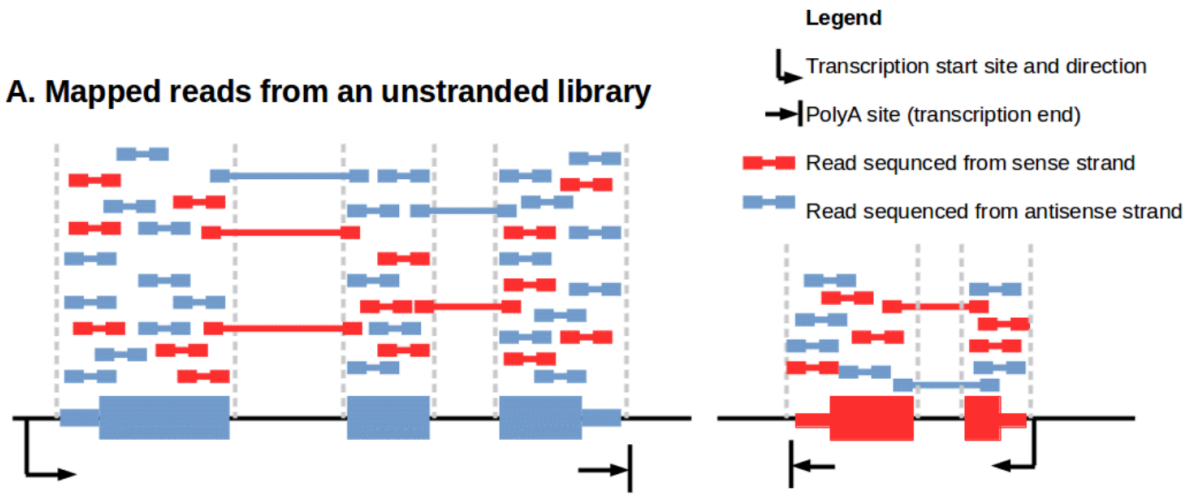 Legend
Transcription start site and direction
A. Mapped reads from an unstranded library
PolyA site (transcription end)
Read sequnced from sense strand
Read sequenced from antisense strand